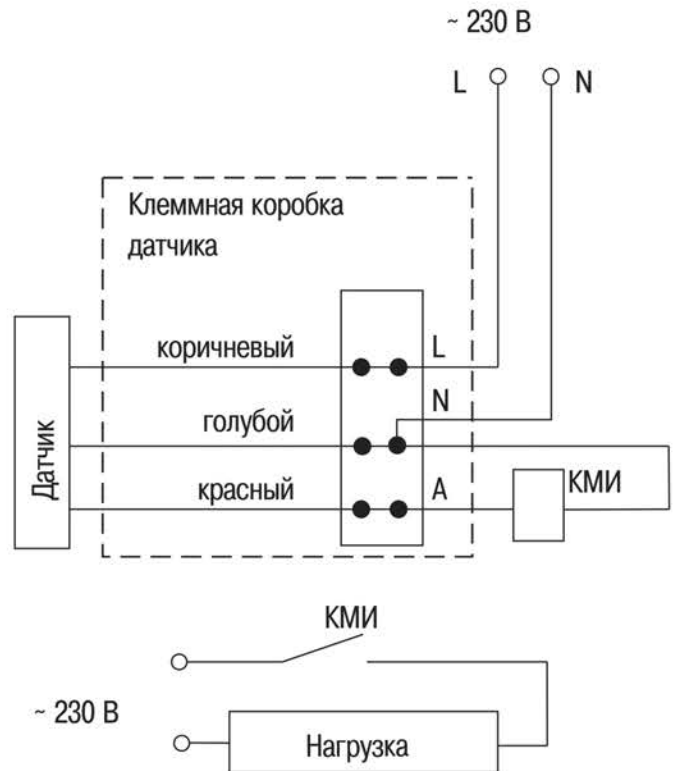 ~ 230 В
L N
Клеммная коробка
датчика
коричневый L
N
голубой
Датчик
красный A КМИ
КМИ
~ 230 В
Нагрузка